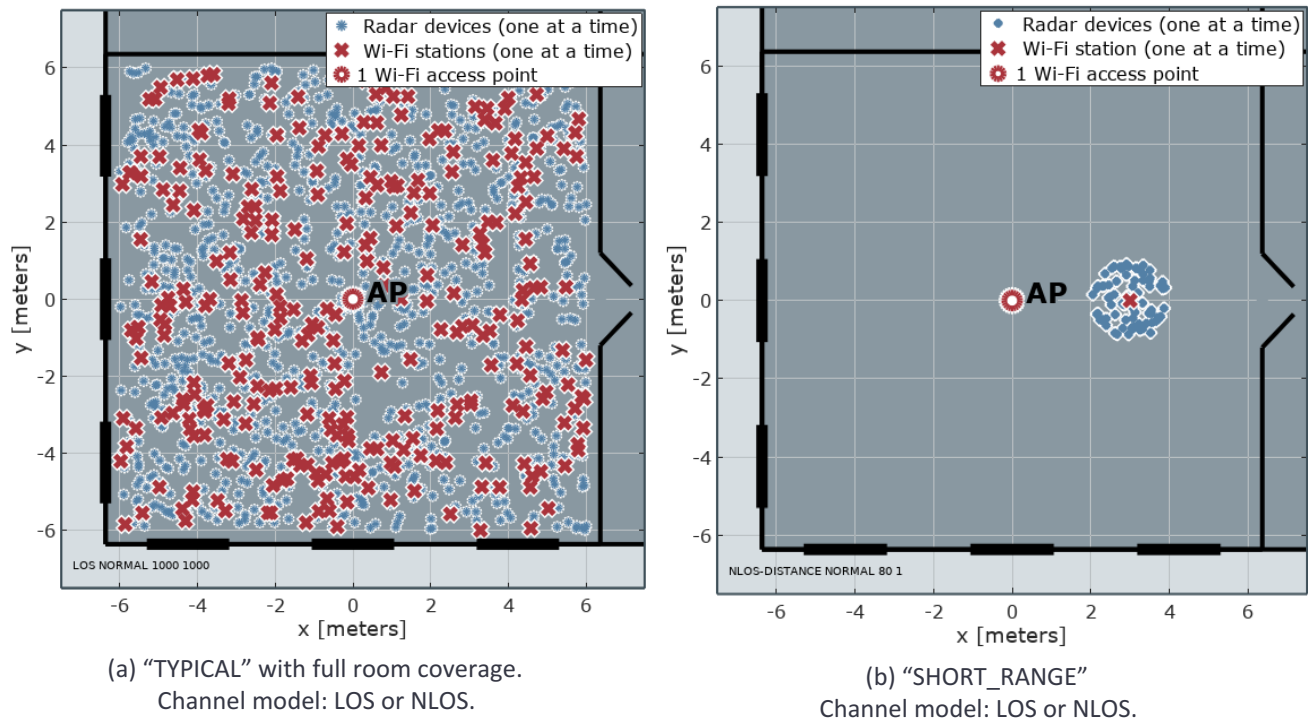 Radar devices (one at a time)
Wi-Fi stations (one at a time)
1 Wi-Fi access point
6
4
2
0
-2
-4
-6
y [meters]
AP
LOS NORMAL 1000 1000
-6 -4 -2 0 2 4 6
x [meters]
(a) “TYPICAL” with full room coverage.
Channel model: LOS or NLOS.
Radar devices (one at a time)
Wi-Fi station (one at a time)
1 Wi-Fi access point
6
4
2
0
-2
-4
-6
y [meters]
AP
NLOS-DISTANCE NORMAL 80 1
-6 -4 -2 0 2 4 6
x [meters]
(b) “SHORT_RANGE”
Channel model: LOS or NLOS.